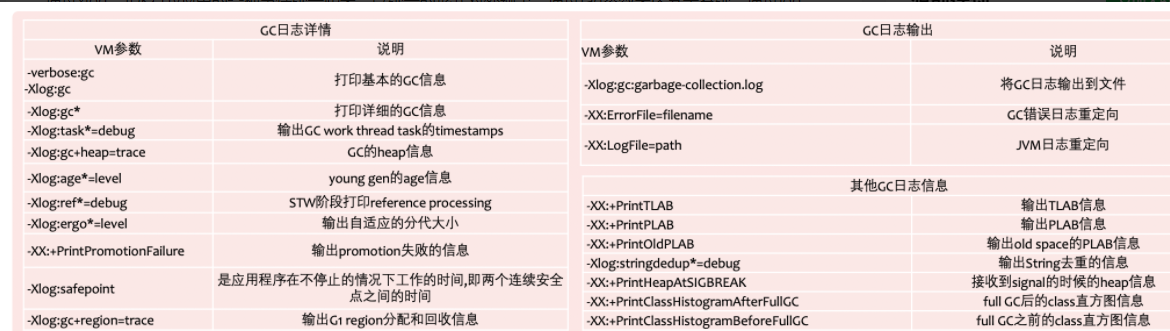 GC日志详情
VM参数 说明
-verbose:gc
-Xlog:gc 打印基本的GC信息
-Xlog:gc* 打印详细的GC信息
-Xlog:task*=debug 输出GC work thread task的timestamps
-Xlog:gc+heap=trace GC的heap信息
-Xlog:age*=level young gen的age信息
-Xlog:ref*=debug STW阶段打印reference processing
-Xlog:ergo*=level 输出自适应的分代大小
-XX:+PrintPromotionFailure 输出promotion失败的信息
-Xlog:safepoint 是应用程序在不停止的情况下工作的时间,即两个连续安全
点之间的时间
-Xlog:gc+region=trace 输出G1 region分配和回收信息
GC日志输出
VM参数 说明
-Xlog:gc:garbage-collection.log 将GC日志输出到文件
-XX:ErrorFile=filename GC错误日志重定向
-XX:LogFile=path JVM日志重定向
其他GC日志信息
-XX:+PrintTLAB 输出TLAB信息
-XX:+PrintPLAB 输出PLAB信息
-XX:+PrintOldPLAB 输出old space的PLAB信息
-Xlog:stringdedup*=debug 输出String去重的信息
-XX:+PrintHeapAtSIGBREAK 接收到signal的时候的heap信息
-XX:+PrintClassHistogramAfterFullGC full GC后的class直方图信息
-XX:+PrintClassHistogramBeforeFullGC full GC之前的class直方图信息